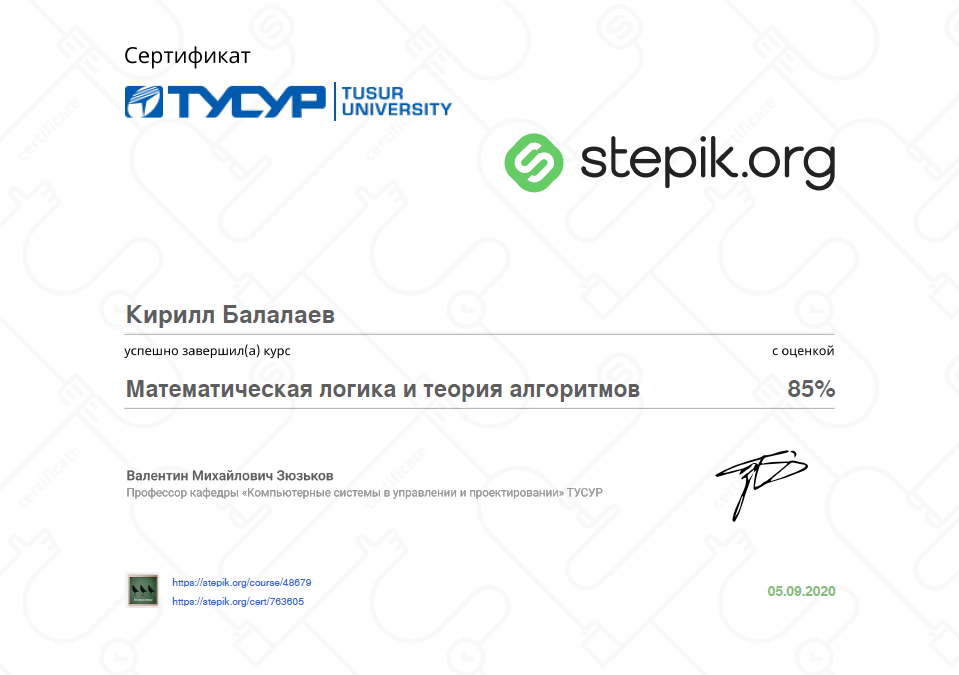 Сертификат
ТУСУР TUSUR
UNIVERSITY
stepik.org
Кирилл Балалаев
успешно завершил(а) курс с оценкой
Математическая логика и теория алгоритмов 85%
Валентин Михайлович Зюзьков
Профессор кафедры «Компьютерные системы в управлении и проектировании» ТУСУР
https://stepik.org/course/48679
https://stepik.org/cert/763605
05.09.2020